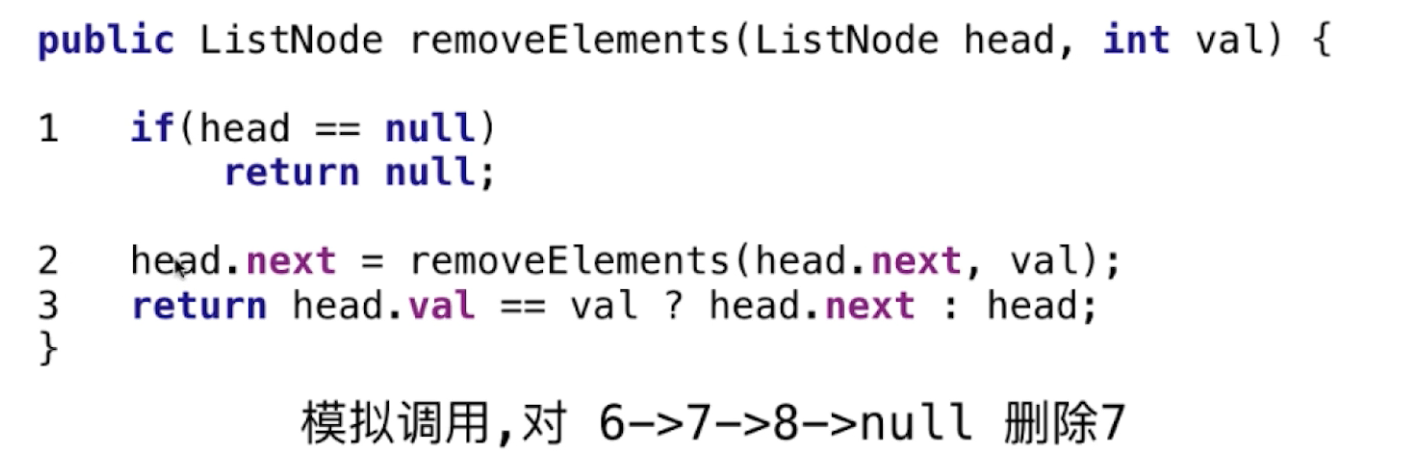 public ListNode removeElements(ListNode head, int val) {
1 if(head == null)
return null;
2 head.next = removeElements(head.next, val);
3 return head.val == val ? head.next : head;
}
模拟调用,对 6->7->8->null 删除7